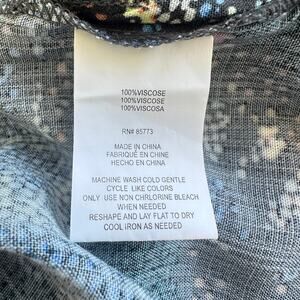 100%VISCOSE
100%VISCOSE
100%VISCOSA
RN# 85773
MADE IN CHINA
FABRIQUÉ EN CHINE
HECHO EN CHINA
MACHINE WASH COLD GENTLE
CYCLE LIKE COLORS
ONLY USE NON CHRLORINE BLEACH
WHEN NEEDED
RESHAPE AND LAY FLAT TO DRY
COOL IRON AS NEEDED